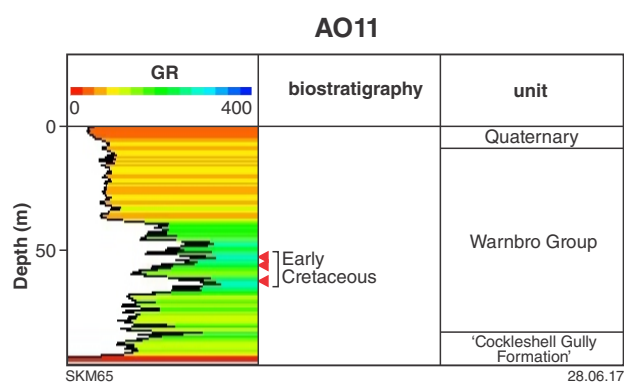 AO11
GR
0 400
biostratigraphy
unit
Depth (m)
0
50
Quaternary
Warnbro Group
Early
Cretaceous
'Cockleshell Gully
Formation'
SKM65
28.06.17